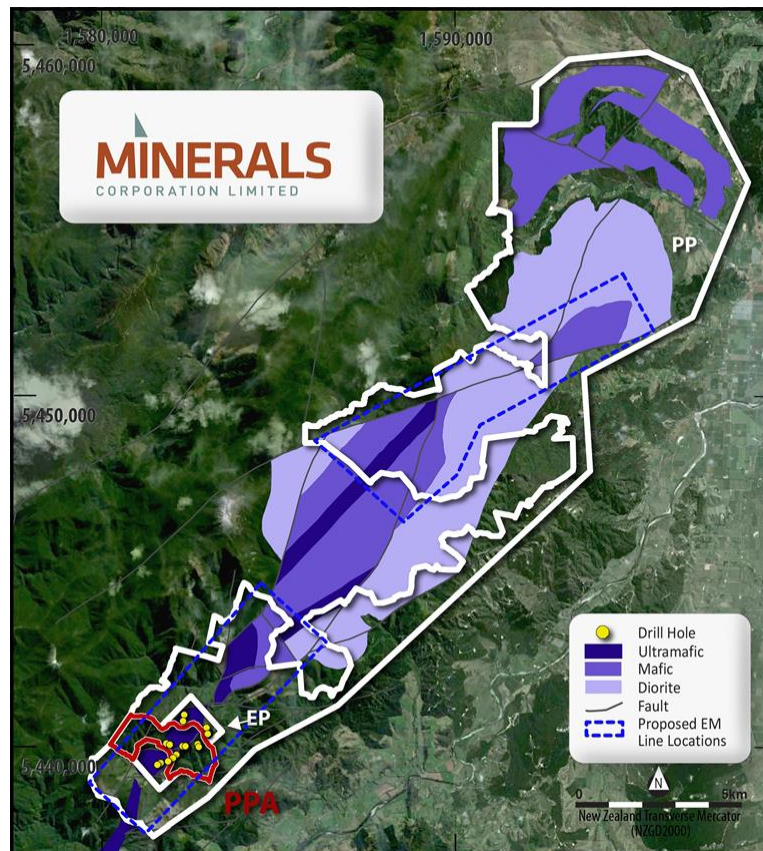 1,580,000
1,590,000
5,460,000
MINERALS
CORPORATION LIMITED
PP
5,450,000
EP
5,440,000
PPA
Drill Hole
Ultramafic
Mafic
Diorite
Fault
Proposed EM
Line Locations
N
0 5km
New Zealand Transverse Mercator
(NZGD2000)